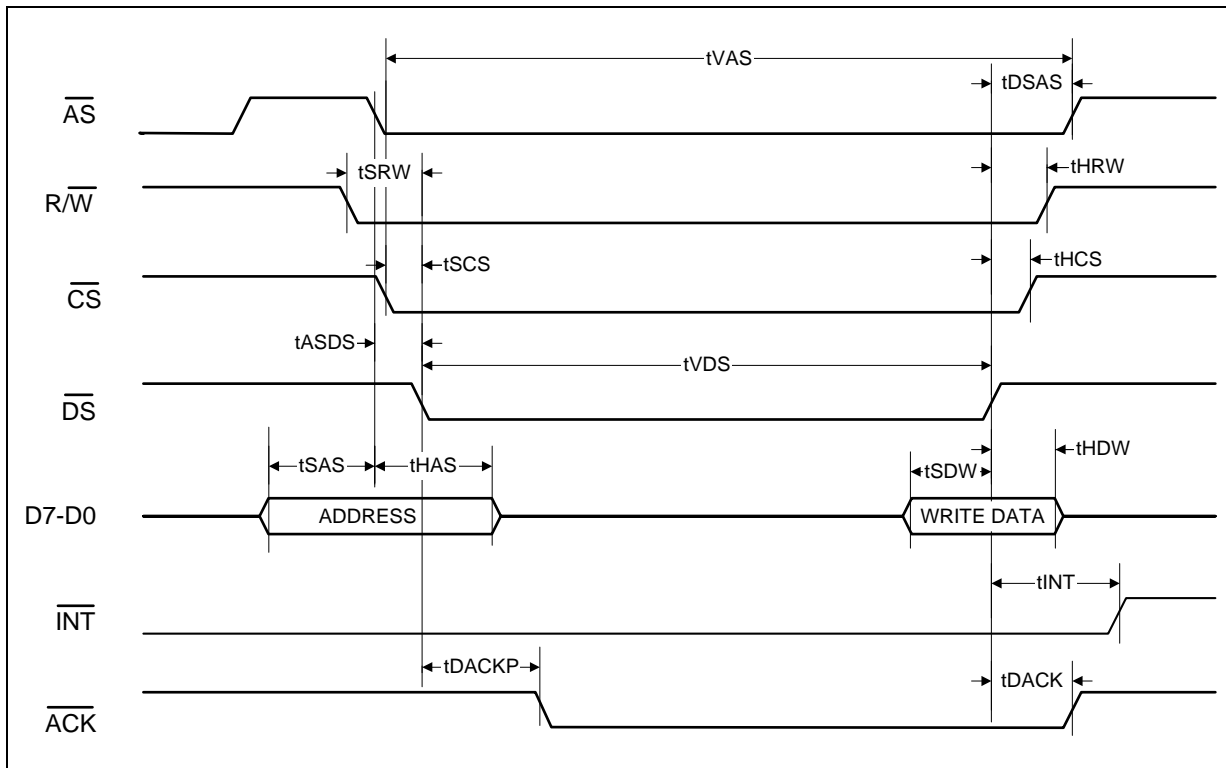 tVAS
tDSAS
AS
tSRW
tHRW
R/W
tSCS
tHCS
CS
tASDS
tVDS
DS
tSAS
tHAS
tSDW
tHDW
D7-D0
ADDRESS
WRITE DATA
tINT
INT
tDACKP
tDACK
ACK